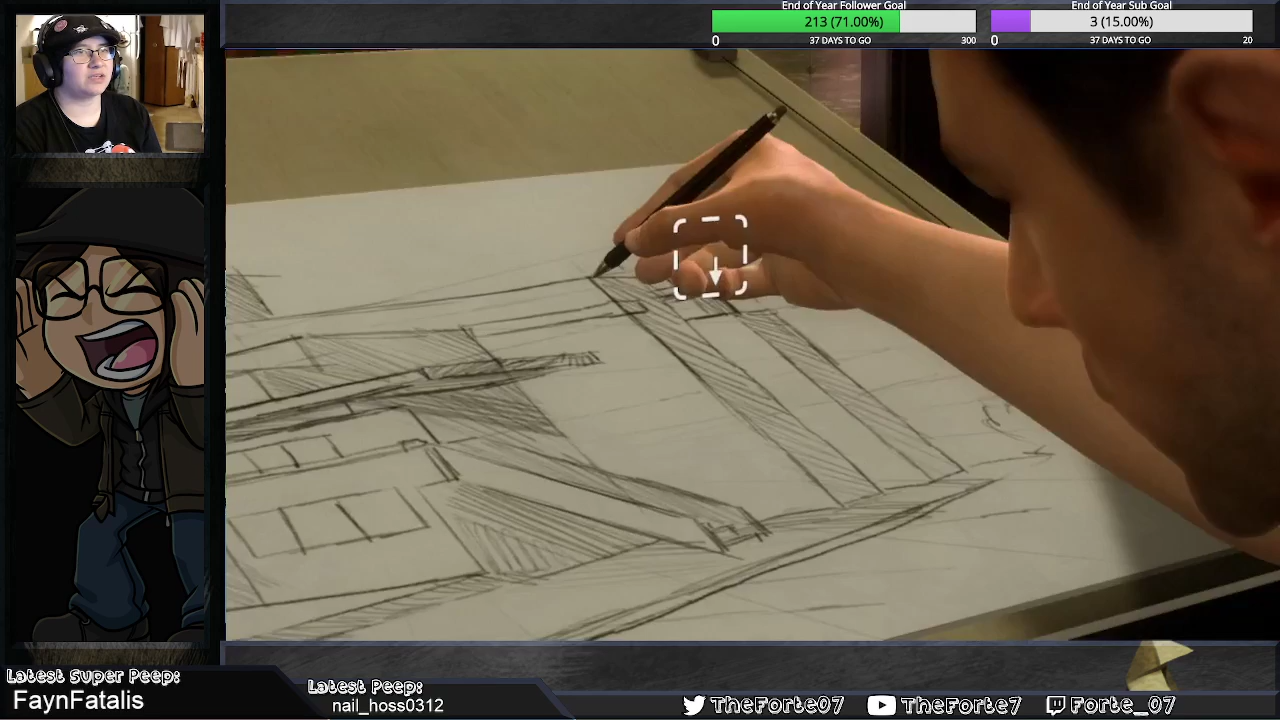 End of Year Follower Goal
213 (71.00%)
0 37 DAYS TO GO 300
End of Year Sub Goal
3 (15.00%)
0 37 DAYS TO GO 20
Latest Super Peep:
FaynFatalis
Latest Peep:
nail_hoss0312
TheForte07 TheForte7 Forte_07